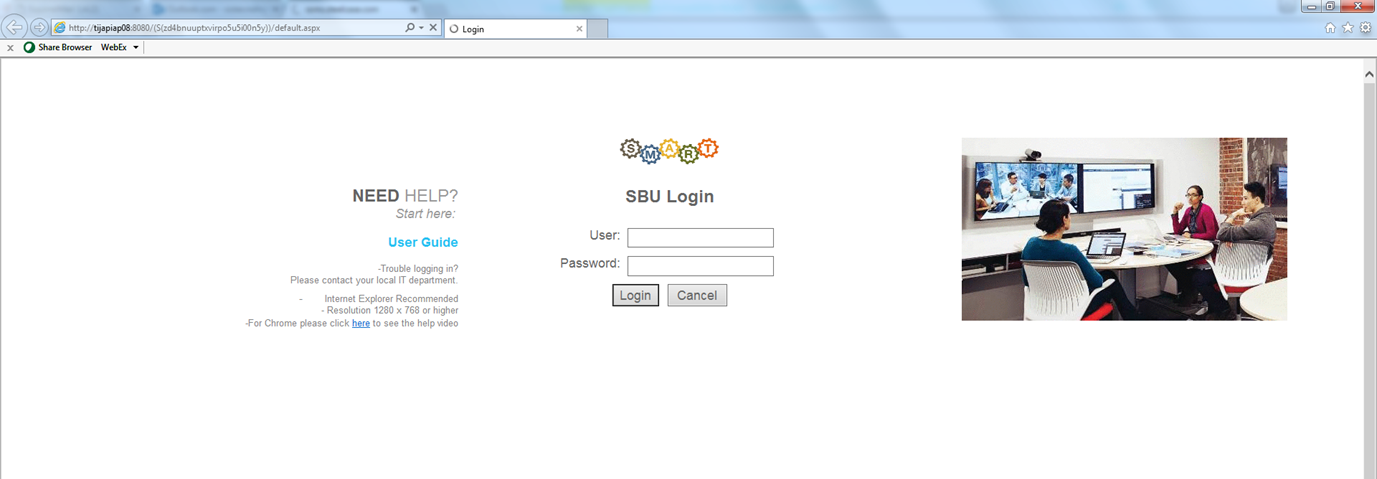 http://tijapiap08:8080/(S(zd4bnuuptxvirpo5u5i00n5y))/default.aspx
Login
x Share Browser WebEx
SMART
NEED HELP?
Start here:
User Guide
-Trouble logging in?
Please contact your local IT department.
- Internet Explorer Recommended
- Resolution 1280 x 768 or higher
-For Chrome please click here to see the help video
SBU Login
User:
Password:
Login Cancel